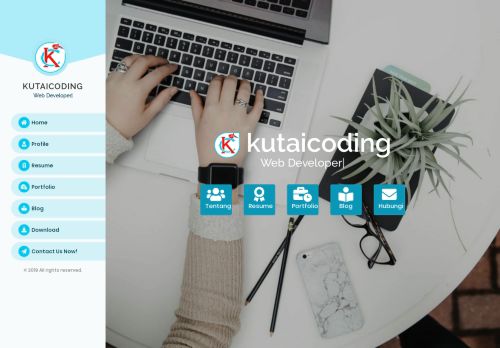 KUTAICODING
Web Developed
Home
Profile
Resume
Portfolio
Blog
Download
Contact Us Now!
© 2019 All rights reserved.
kutaicoding
Web Developer|
Tentang
Resume
Portfolio
Blog
Hubungi